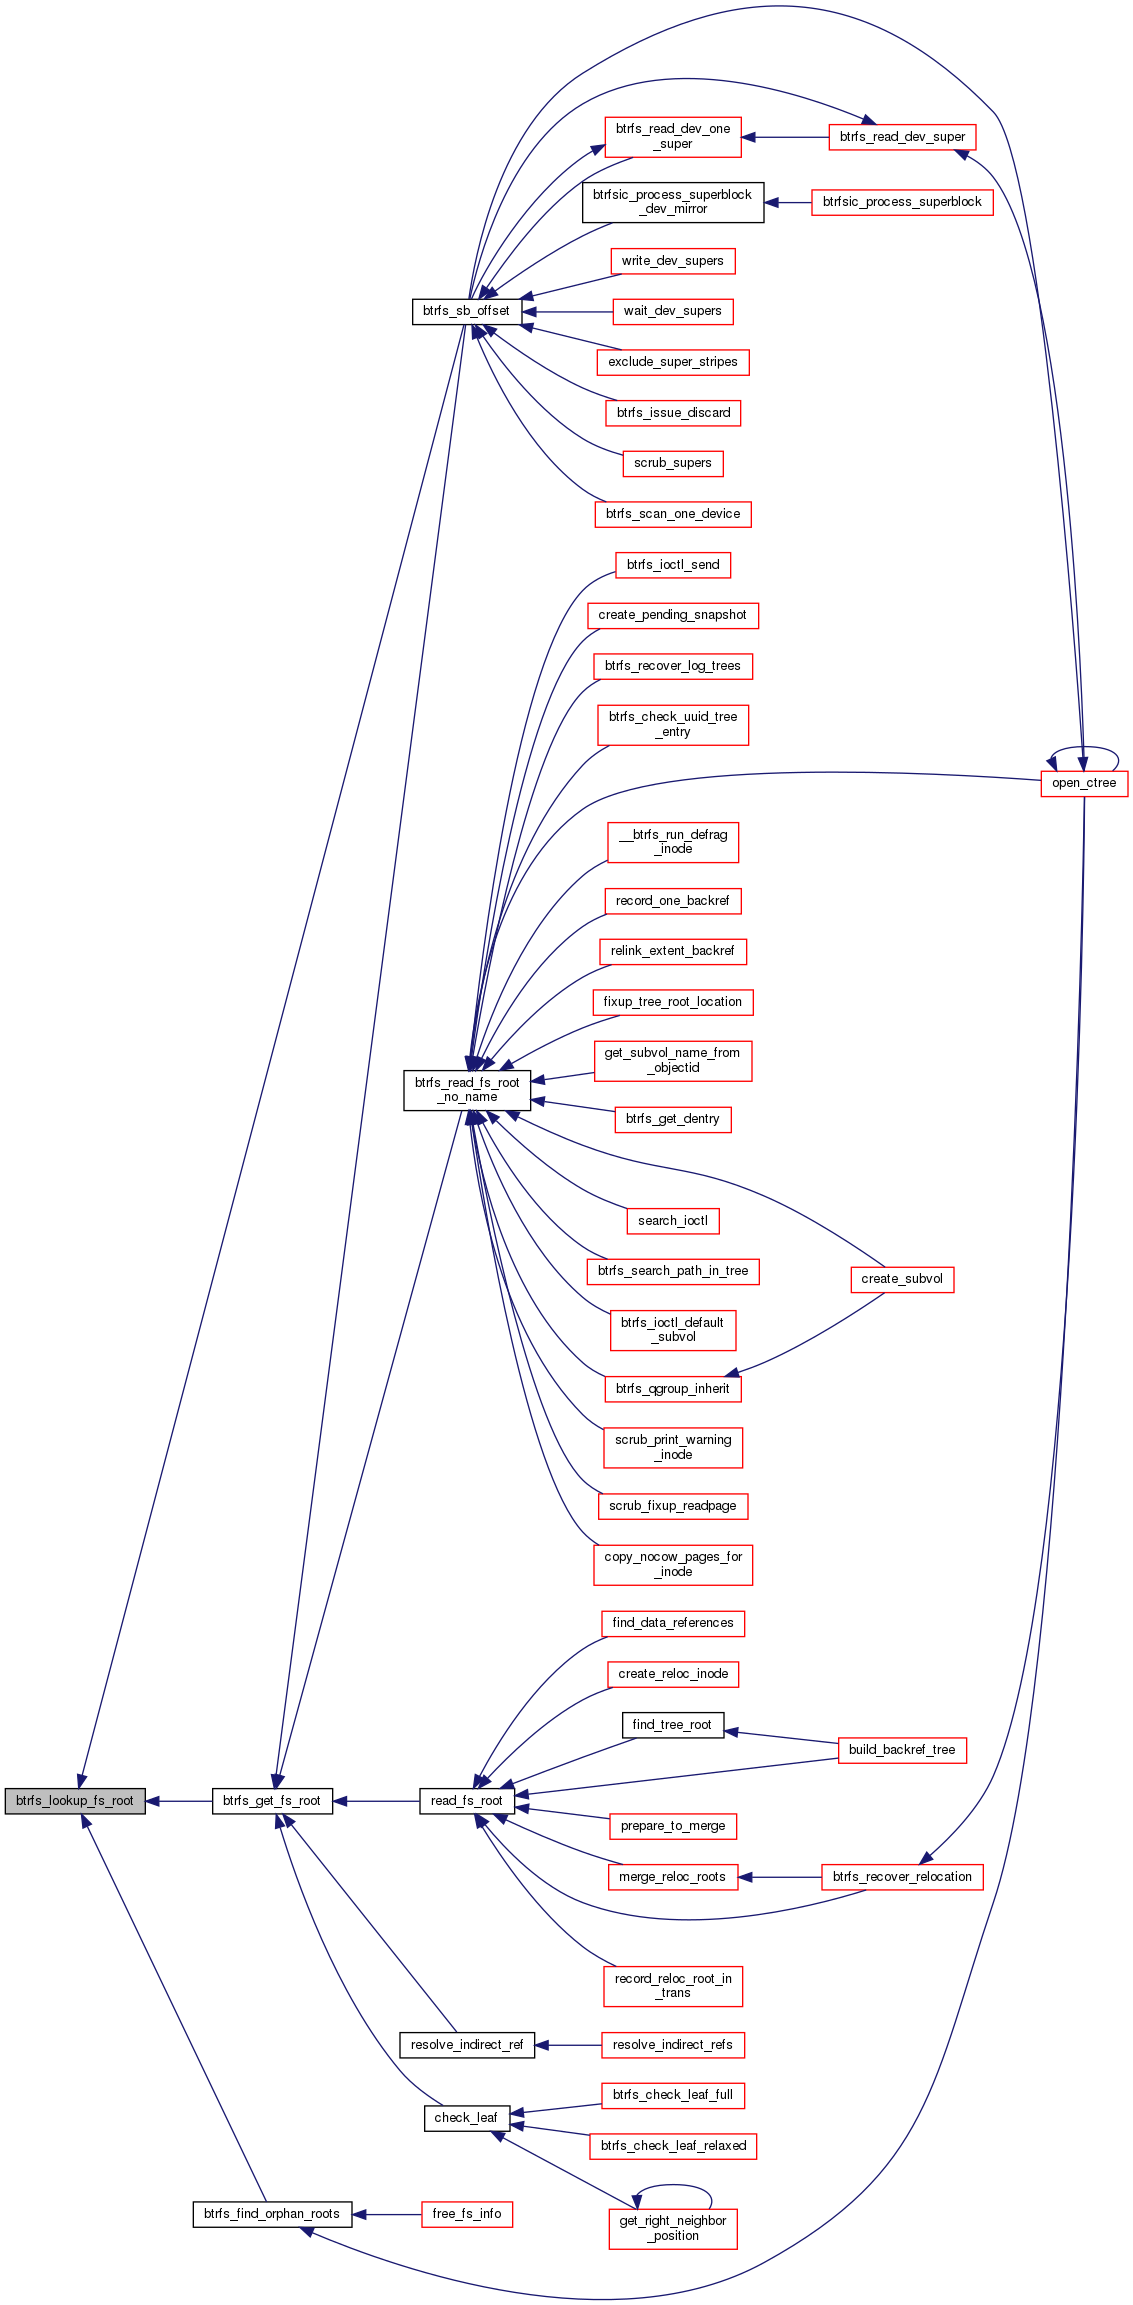 btrfs_read_dev_one
_super
btrfs_read_dev_super
btrfsic_process_superblock
_dev_mirror
btrfsic_process_superblock
write_dev_supers
btrfs_sb_offset
wait_dev_supers
exclude_super_stripes
btrfs_issue_discard
scrub_supers
btrfs_scan_one_device
btrfs_ioctl_send
create_pending_snapshot
btrfs_recover_log_trees
btrfs_check_uuid_tree
_entry
open_ctree
__btrfs_run_defrag
_inode
record_one_backref
relink_extent_backref
fixup_tree_root_location
get_subvol_name_from
_objectid
btrfs_read_fs_root
_no_name
btrfs_get_dentry
search_ioctl
btrfs_search_path_in_tree
create_subvol
btrfs_ioctl_default
_subvol
btrfs_qgroup_inherit
scrub_print_warning
_inode
scrub_fixup_readpage
copy_nocow_pages_for
_inode
find_data_references
create_reloc_inode
find_tree_root
build_backref_tree
btrfs_lookup_fs_root
btrfs_get_fs_root
read_fs_root
prepare_to_merge
merge_reloc_roots
btrfs_recover_relocation
record_reloc_root_in
_trans
resolve_indirect_ref
resolve_indirect_refs
btrfs_check_leaf_full
check_leaf
btrfs_check_leaf_relaxed
btrfs_find_orphan_roots
free_fs_info
get_right_neighbor
_position